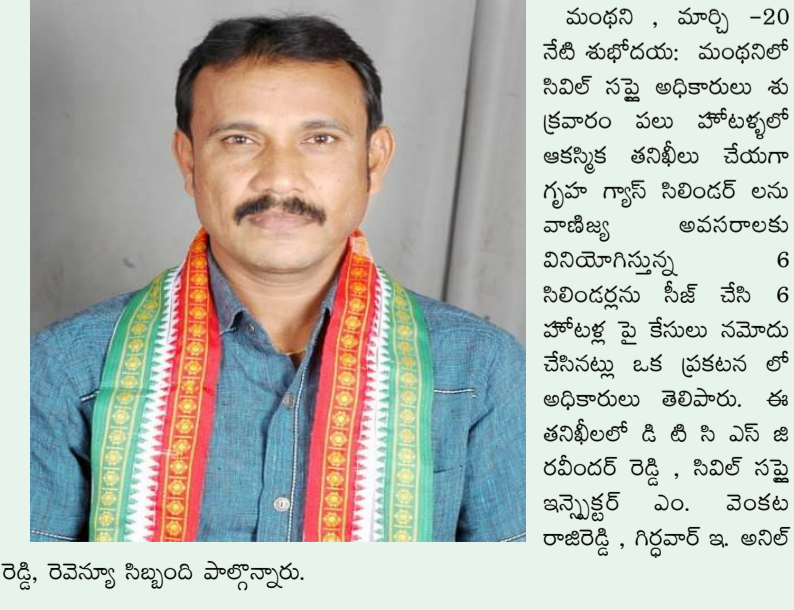 మంథని , మార్చి -20
నేటి శుభోదయ: మంథనిలో
సివిల్ సప్లై అధికారులు శు
క్రవారం పలు హోటళ్ళలో
ఆకస్మిక తనిఖీలు చేయగా
గృహ గ్యాస్ సిలిండర్ లను
వాణిజ్య అవసరాలకు
వినియోగిస్తున్న 6
సిలిండర్లను సీజ్ చేసి 6
హోటళ్ల పై కేసులు నమోదు
చేసినట్లు ఒక ప్రకటన లో
అధికారులు తెలిపారు. ఈ
తనిఖీలలో డి టి సి ఎస్ జి
రవీందర్ రెడ్డి , సివిల్ సప్లై
ఇన్స్పెక్టర్ ఎం. వెంకట
రాజిరెడ్డి , గిర్ధవార్ ఇ. అనిల్
రెడ్డి, రెవెన్యూ సిబ్బంది పాల్గొన్నారు.